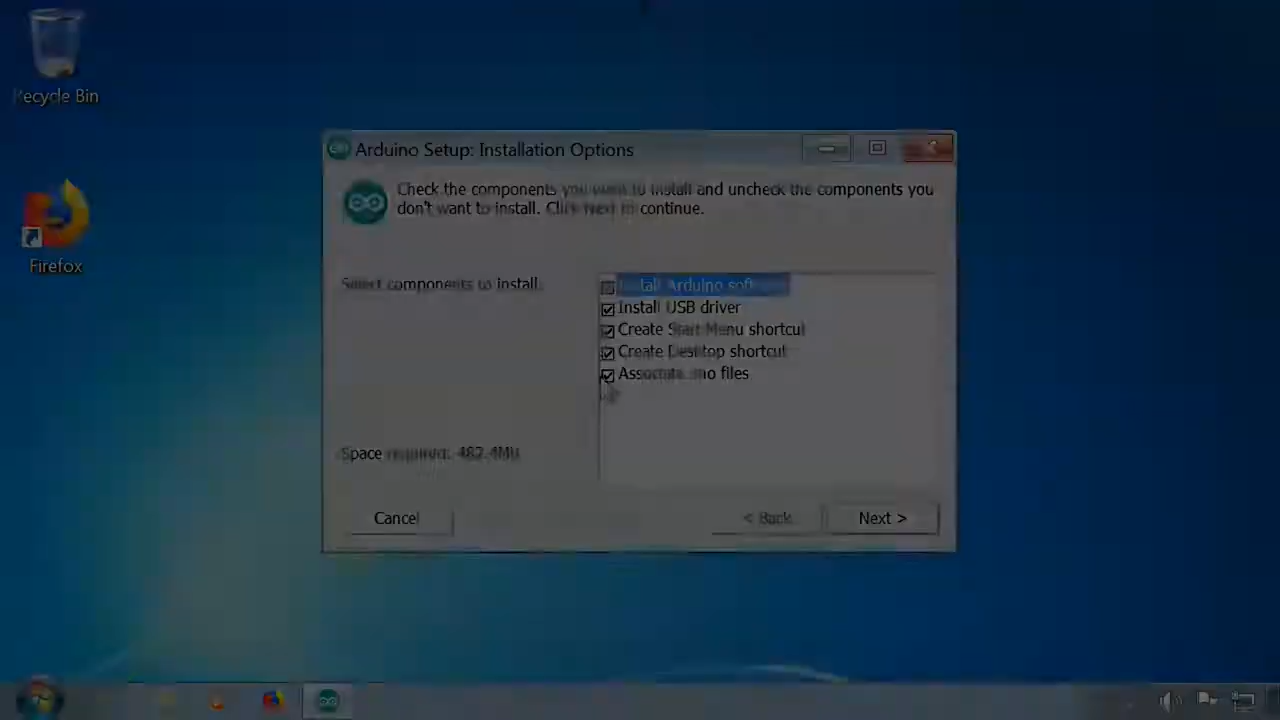 Recycle Bin
Firefox
Arduino Setup: Installation Options
Check the components you want to install and uncheck the components you
don't want to install. Click Next to continue.
Select components to install:
Install Arduino software
Install USB driver
Create Start Menu shortcut
Create Desktop shortcut
Associate .ino files
Space required: 482.4MB
Cancel
< Back
Next >